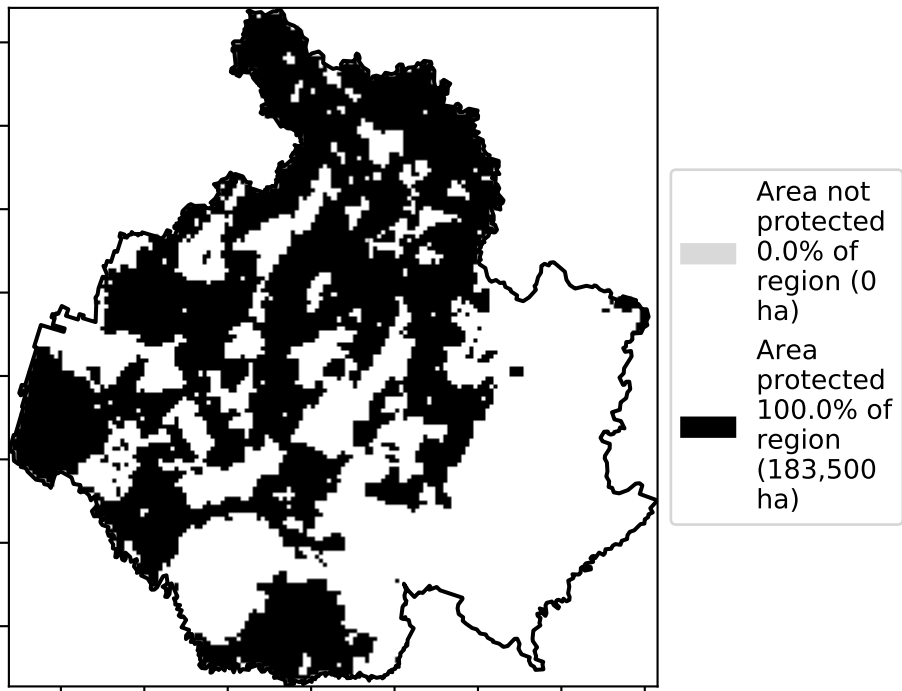 Area not
protected
0.0% of
region (0
ha)
Area
protected
100.0% of
region
(183,500
ha)